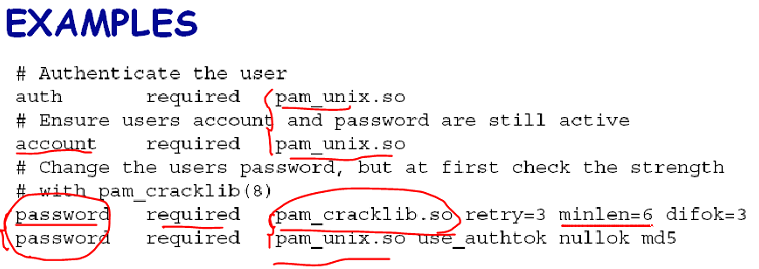 EXAMPLES
# Authenticate the user
auth required pam_unix.so
# Ensure users account and password are still active
account required pam_unix.so
# Change the users password, but at first check the strength
# with pam_cracklib(8)
password required pam_cracklib.so retry=3 minlen=6 difok=3
password required pam_unix.so use_authtok nullok md5